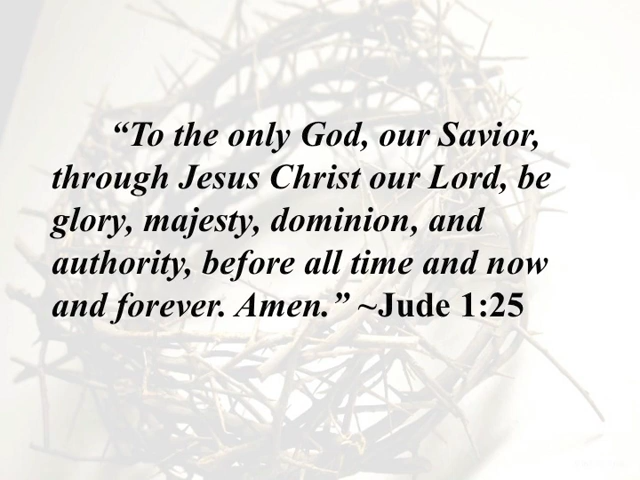 “To the only God, our Savior,
through Jesus Christ our Lord, be
glory, majesty, dominion, and
authority, before all time and now
and forever. Amen.” ~Jude 1:25